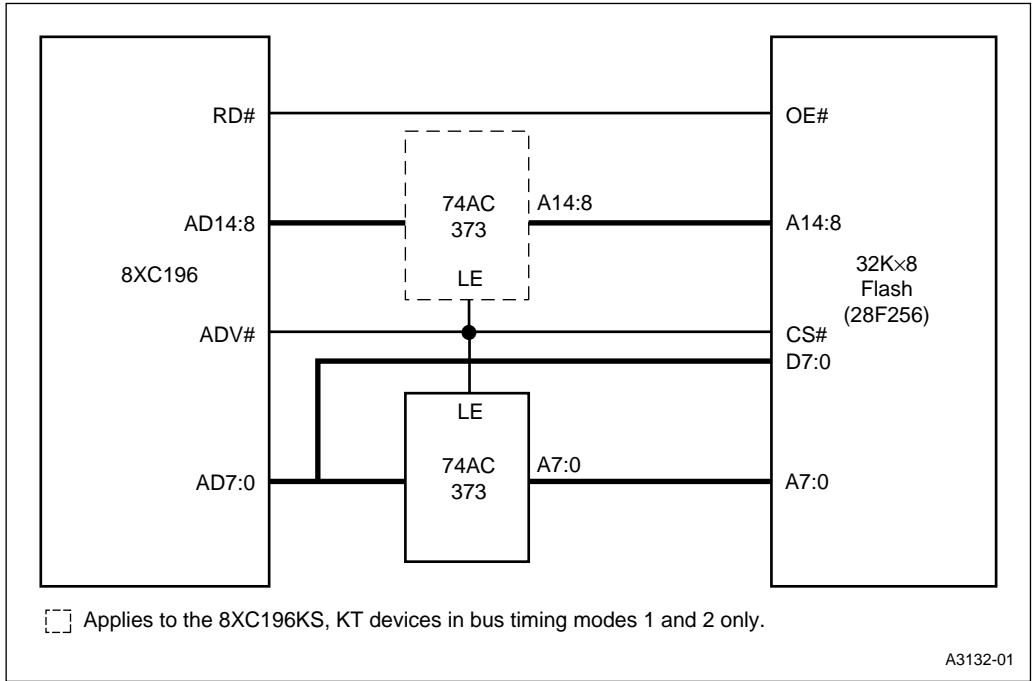 RD#
OE#
74AC
373
LE
A14:8
AD14:8
A14:8
8XC196
32K×8
Flash
(28F256)
ADV#
CS#
D7:0
LE
74AC
373
A7:0
AD7:0
A7:0
Applies to the 8XC196KS, KT devices in bus timing modes 1 and 2 only.
A3132-01